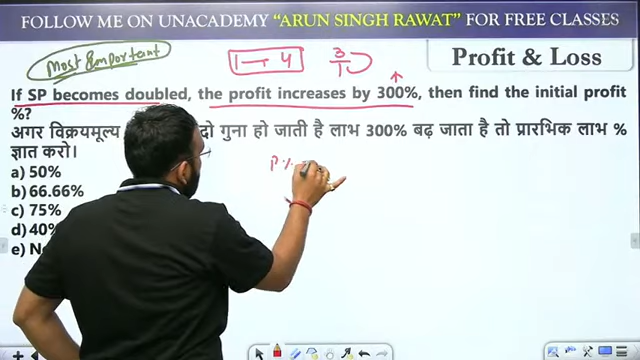 FOLLOW ME ON UNACADEMY "ARUN SINGH RAWAT" FOR FREE CLASSES
Most Important
1 → 4
3/1
Profit & Loss
If SP becomes doubled, the profit increases by 300%, then find the initial profit
%?
अगर विक्रयमूल्य दो गुना हो जाती है लाभ 300% बढ़ जाता है तो प्रारभिक लाभ %
ज्ञात करो।
P%
a) 50%
b) 66.66%
c) 75%
d) 40%
e)